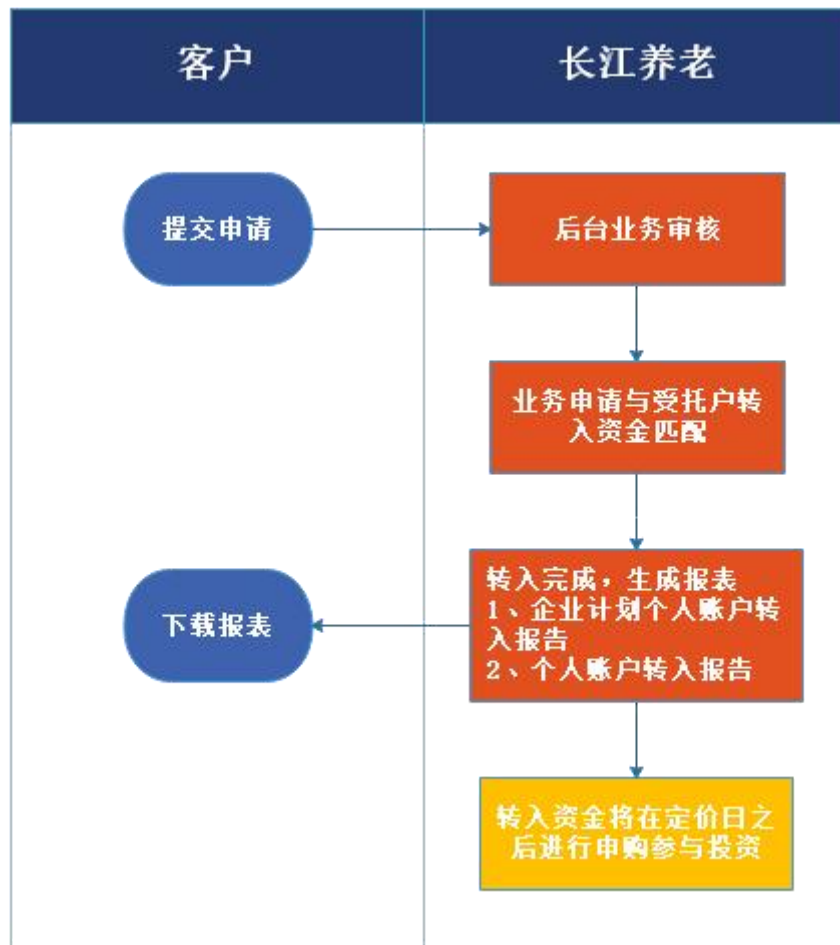 客户
长江养老
提交申请
后台业务审核
业务申请与受托户转
入资金匹配
转入完成，生成报表
1、企业计划个人账户转
入报告
2、个人账户转入报告
下载报表
转入资金将在定价日之
后进行申购参与投资